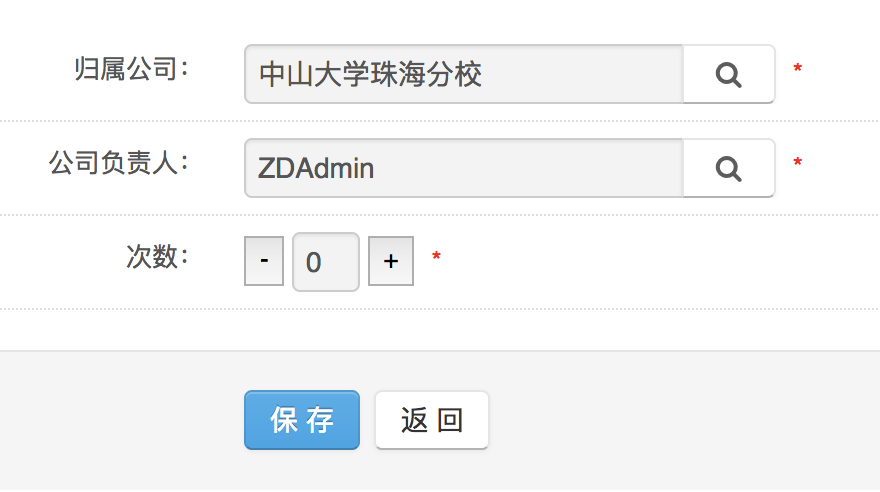 归属公司： 中山大学珠海分校 *
公司负责人： ZDAdmin *
次数： - 0 + *
保 存 返 回